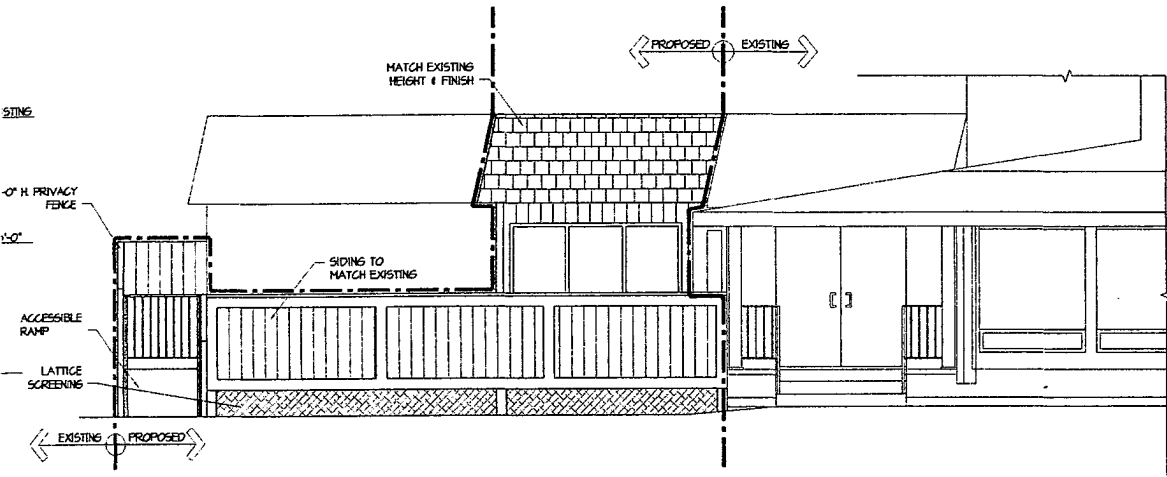 PROPOSED EXISTING
MATCH EXISTING
HEIGHT & FINISH
STING
-0" H. PRIVACY
FENCE
'-0"
SIDING TO
MATCH EXISTING
ACCESSIBLE
RAMP
LATTICE
SCREENING
EXISTING PROPOSED